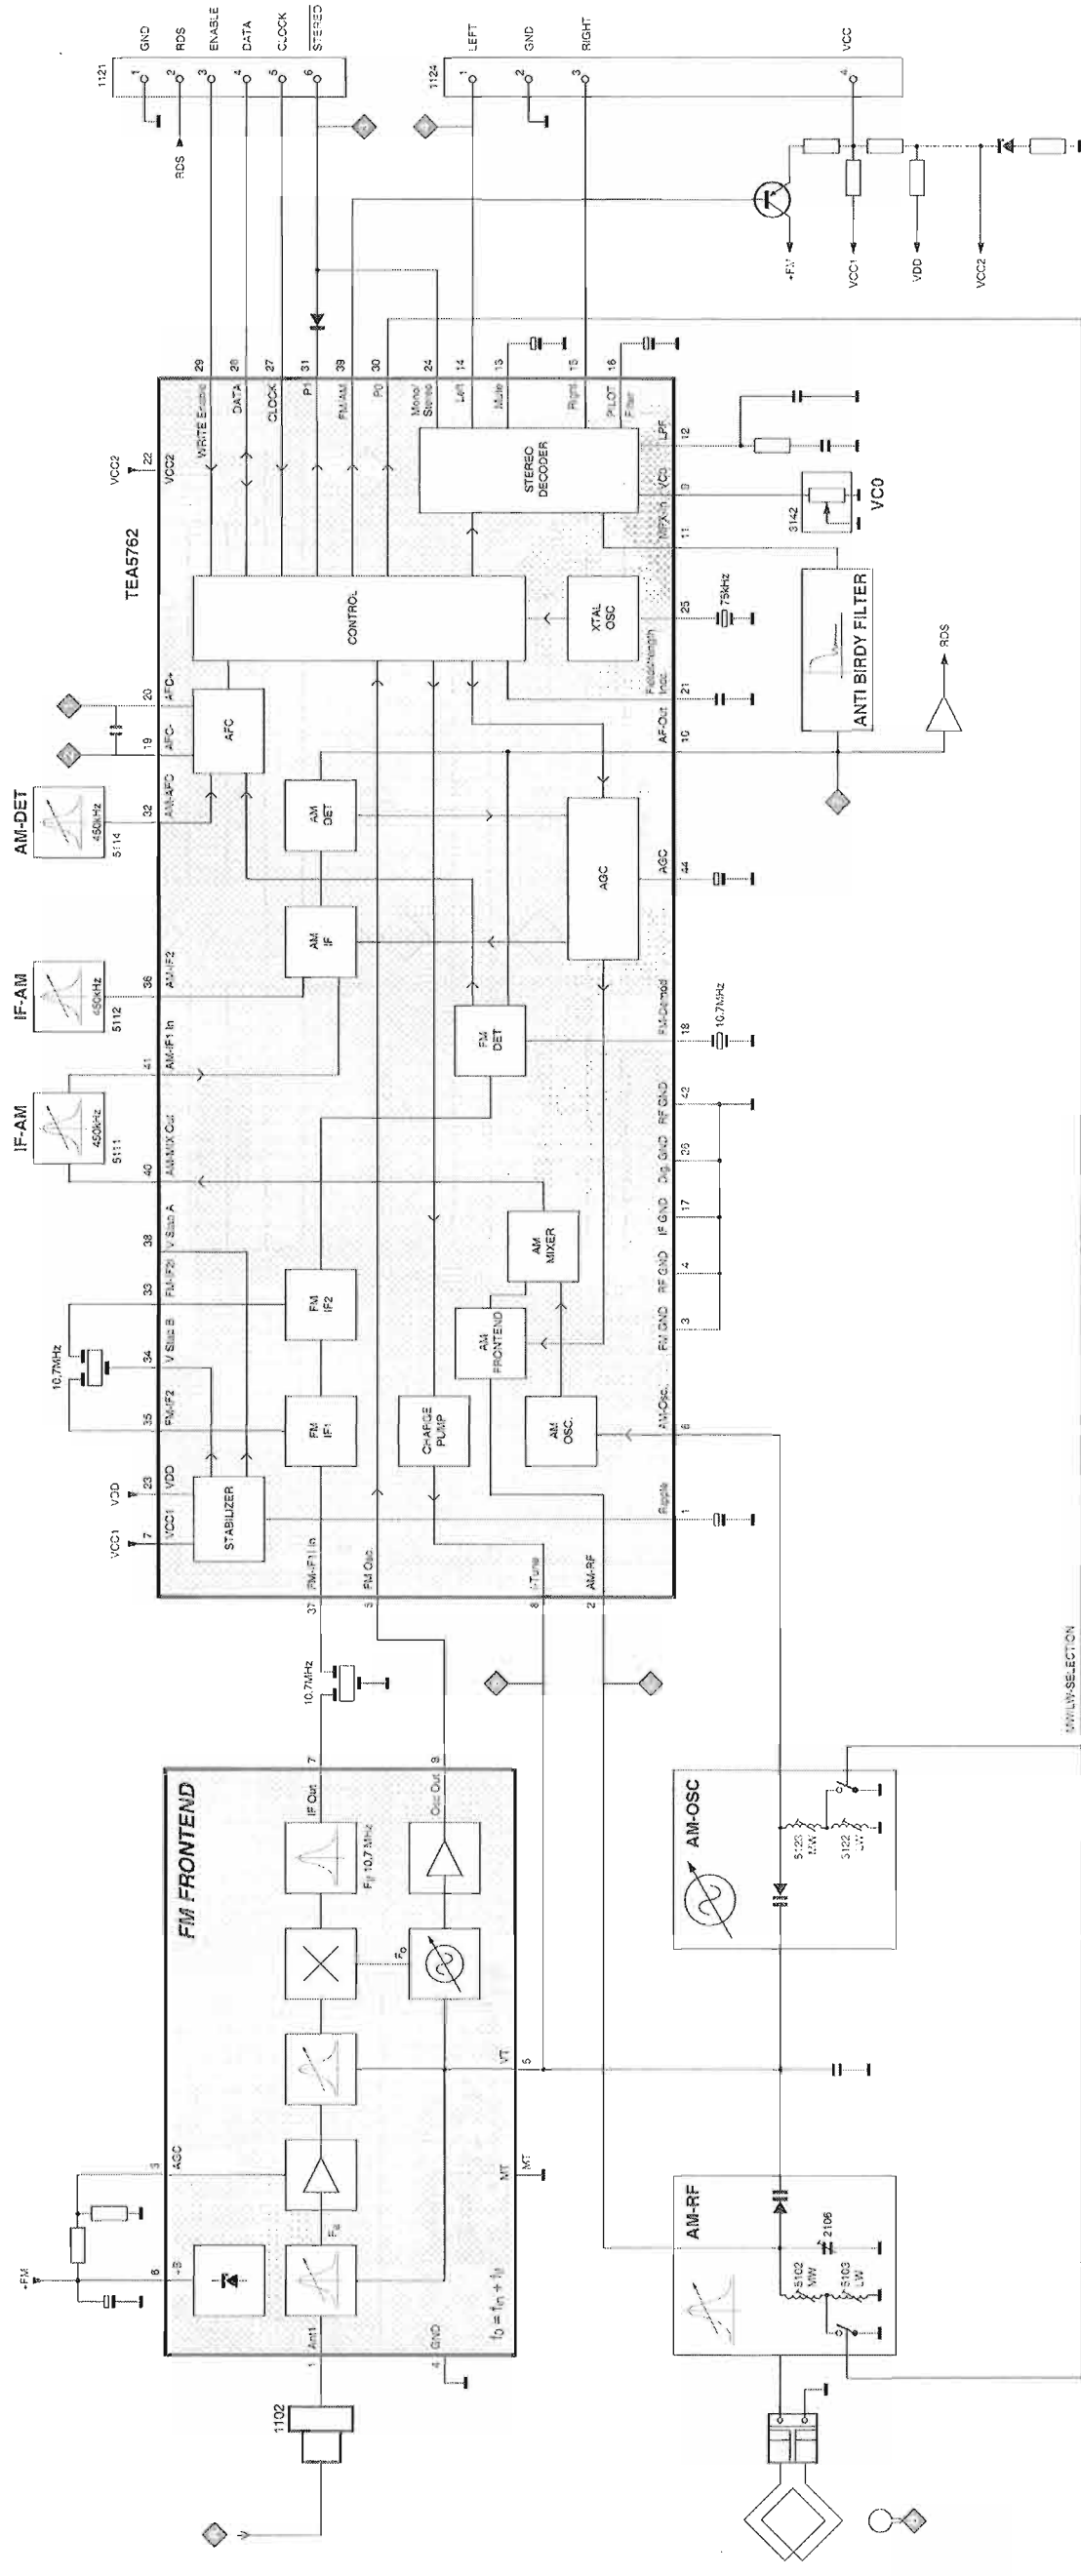 1121
1
GND
2
RDS
3
ENABLE
4
DATA
5
CLOCK
6
STEREO
RDS
1124
1
LEFT
2
GND
3
RIGHT
4
VCC
+FM
VCC1
VDD
VCC2
TEA5762
VCC2
22
VCC2
29
WRITE Enable
28
DATA
27
CLOCK
31
P1
39
FM/AM
30
P0
24
Mono/
Stereo
14
Left
13
Mute
15
Right
16
PILOT
Filter
STEREO
DECODER
CONTROL
XTAL
OSC
LPF
12
VCO
9
MPX-In
11
3142
VCO
25
75kHz
Fieldstrength
Indic.
21
AF-Out
10
ANTI BIRDY FILTER
RDS
20
AFC+
19
AFC-
AFC
AM-DET
450kHz
5114
32
AM-AFC
AM
DET
AGC
AGC
44
IF-AM
450kHz
5112
36
AM-IF2
AM
IF
IF-AM
450kHz
5111
41
AM-IF1 In
40
AM-MIX Out
FM
DET
FM-Demod
18
10.7MHz
RF GND
42
Dig. GND
26
IF GND
17
RF GND
4
FM GND
3
38
V Stab A
33
FM-IF2i
34
V Stab B
35
FM-IF2
10,7MHz
AM
MIXER
FM
IF2
AM
FRONTEND
FM
IF1
CHARGE
PUMP
AM
OSC.
AM-Osc.
6
VDD
23
VDD
VCC1
7
VCC1
STABILIZER
Ripple
1
37
FM-IF1 In
5
FM Osc.
8
I-Tune
2
AM-RF
10,7MHz
FM FRONTEND
7
IF Out
9
Osc Out
FIF 10,7 MHz
Fo
VT
5
MT
MT
3
AGC
+FM
6
+B
Fa
1
Ant1
4
GND
fo = fin + fIF
1102
AM-OSC
5123
MW
5122
LW
MW/LW-SELECTION
AM-RF
2106
5102
MW
5103
LW